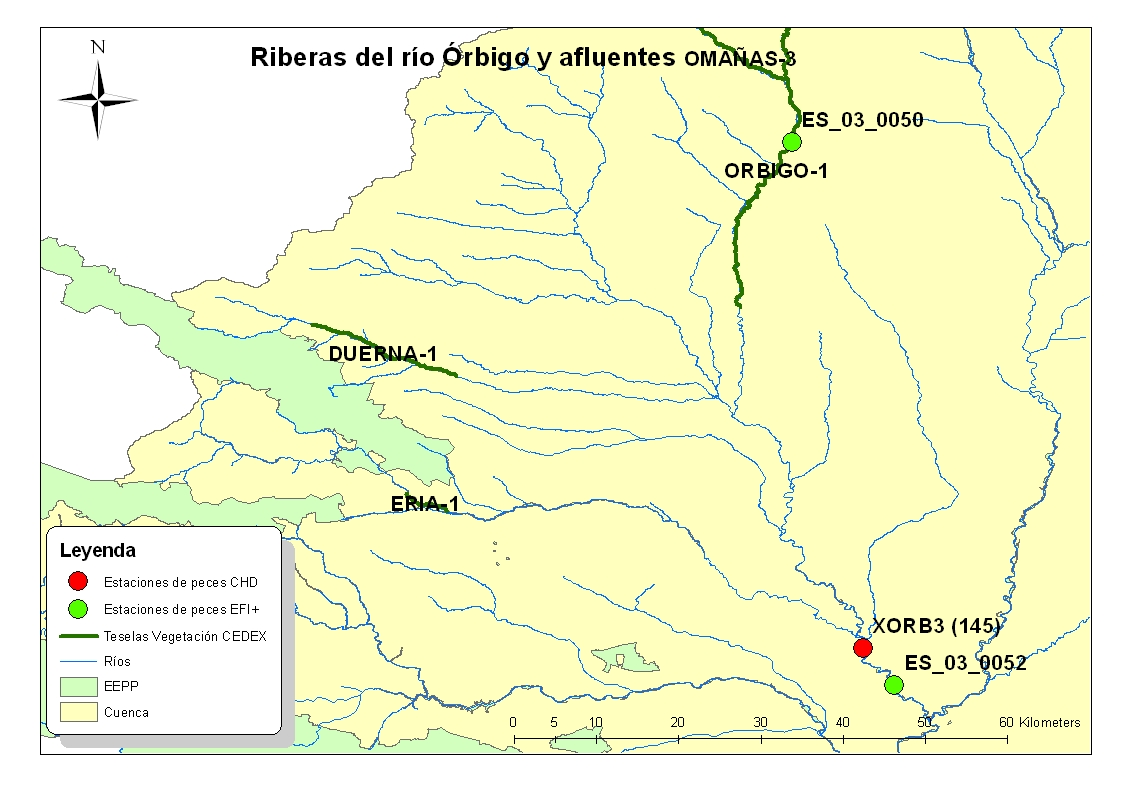 N
Riberas del río Órbigo y afluentes OMAÑAS-3
ES_03_0050
ORBIGO-1
DUERNA-1
ERIA-1
Leyenda
Estaciones de peces CHD
Estaciones de peces EFI+
Teselas Vegetación CEDEX
Ríos
EEPP
Cuenca
XORB3 (145)
ES_03_0052
0 5 10 20 30 40 50 60 Kilometers